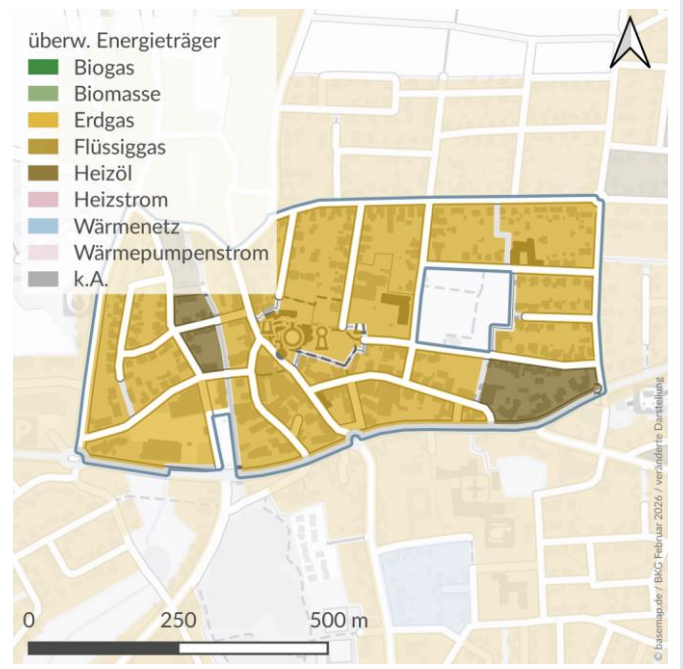 überw. Energieträger
Biogas
Biomasse
Erdgas
Flüssiggas
Heizöl
Heizstrom
Wärmenetz
Wärmepumpenstrom
k.A.
P
0 250 500 m
© basemap.de / BKG Februar 2026 / veränderte Darstellung